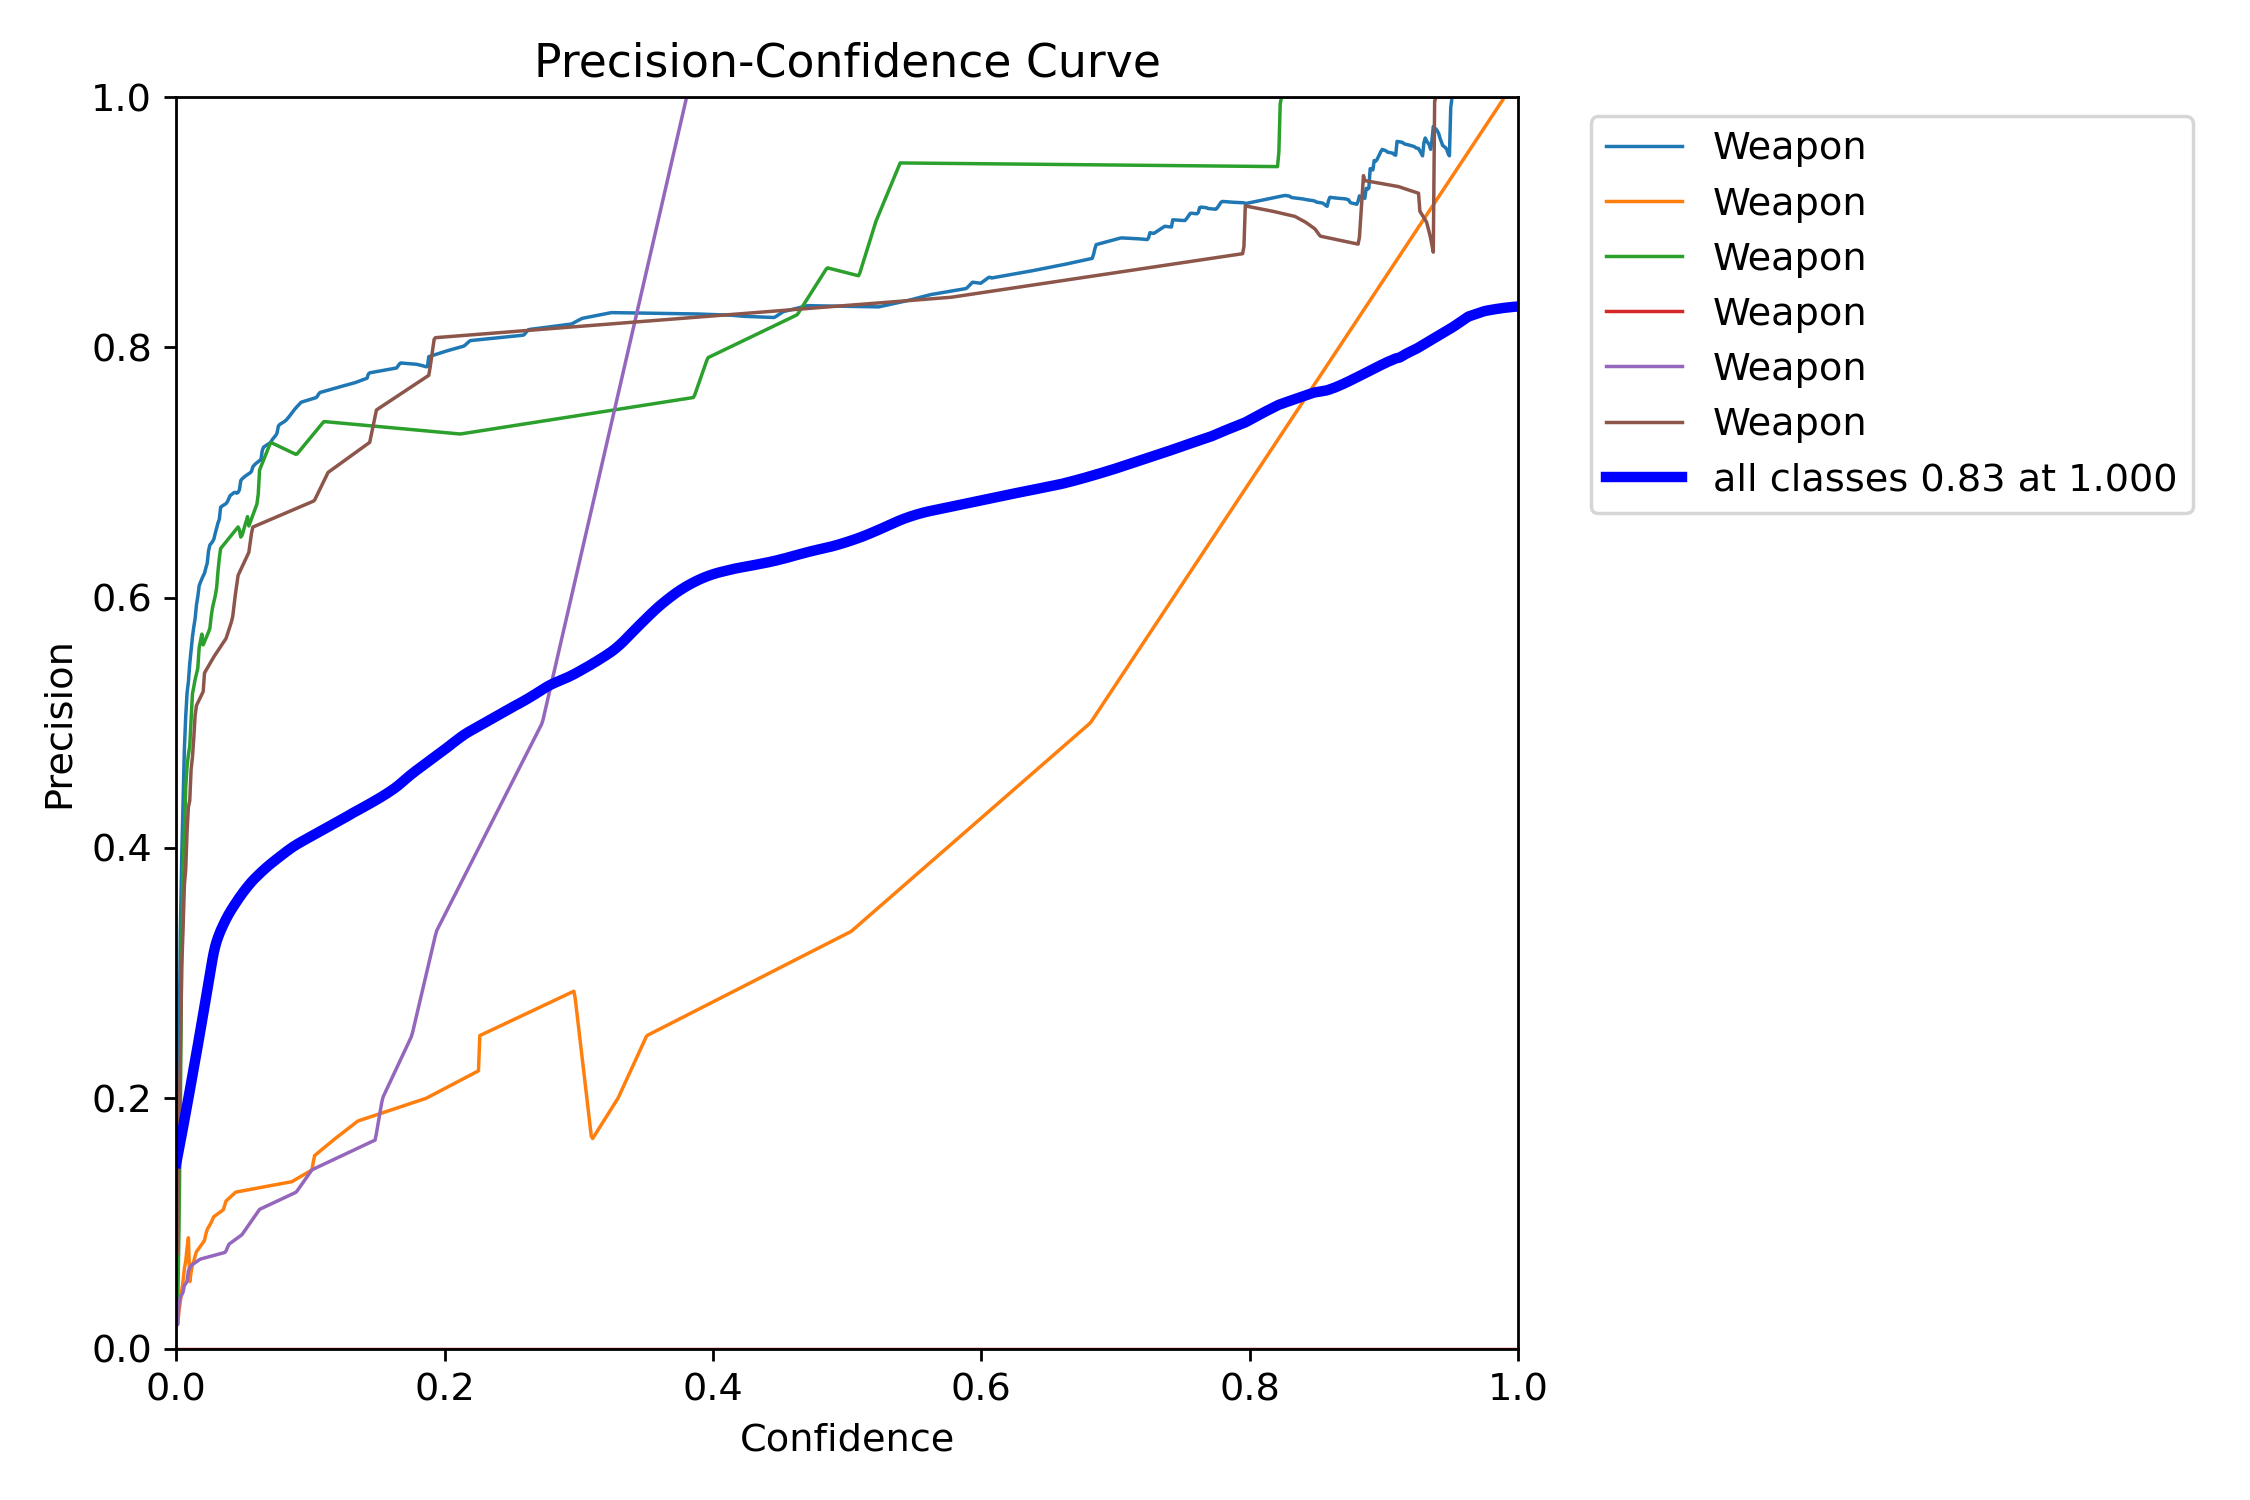 Precision-Confidence Curve
1.0
0.8
0.6
0.4
0.2
0.0
Precision
0.0 0.2 0.4 0.6 0.8 1.0
Confidence
Weapon
Weapon
Weapon
Weapon
Weapon
Weapon
all classes 0.83 at 1.000